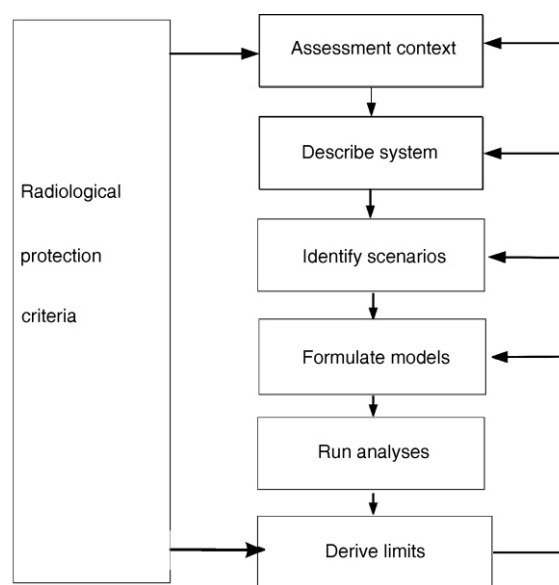 Radiological
protection
criteria
Assessment context
Describe system
Identify scenarios
Formulate models
Run analyses
Derive limits